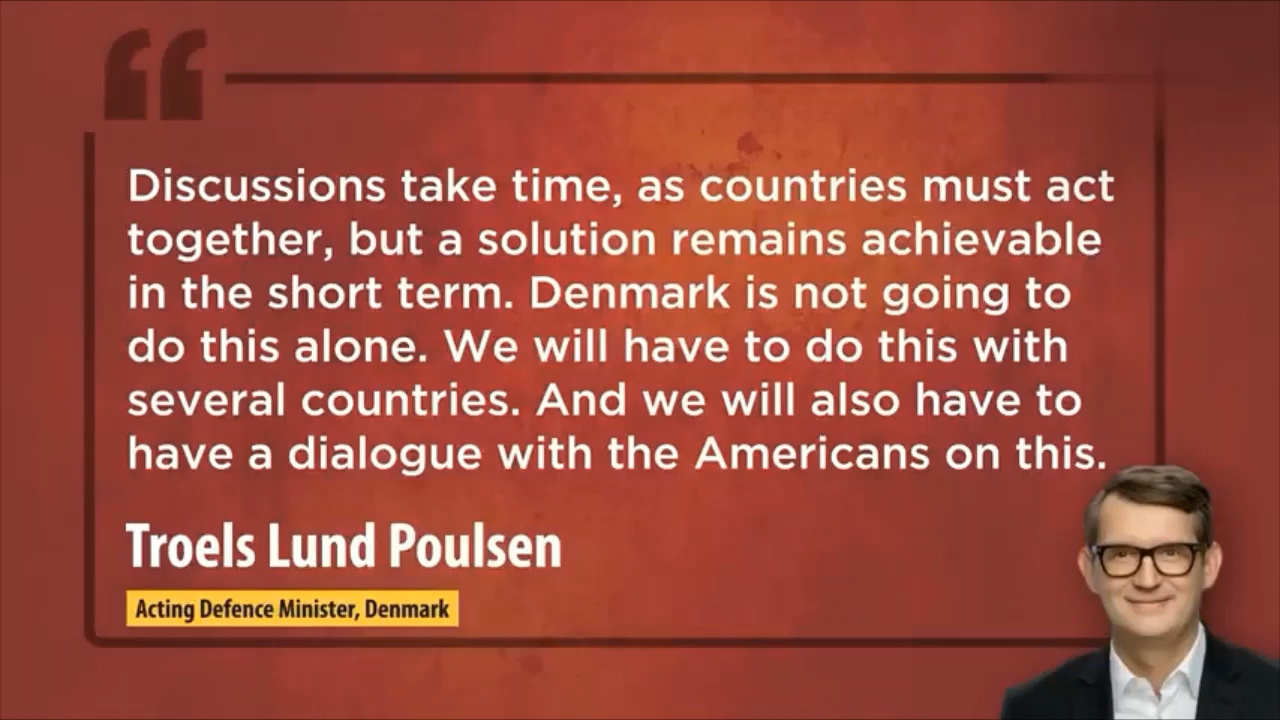 Discussions take time, as countries must act
together, but a solution remains achievable
in the short term. Denmark is not going to
do this alone. We will have to do this with
several countries. And we will also have to
have a dialogue with the Americans on this.
Troels Lund Poulsen
Acting Defence Minister, Denmark